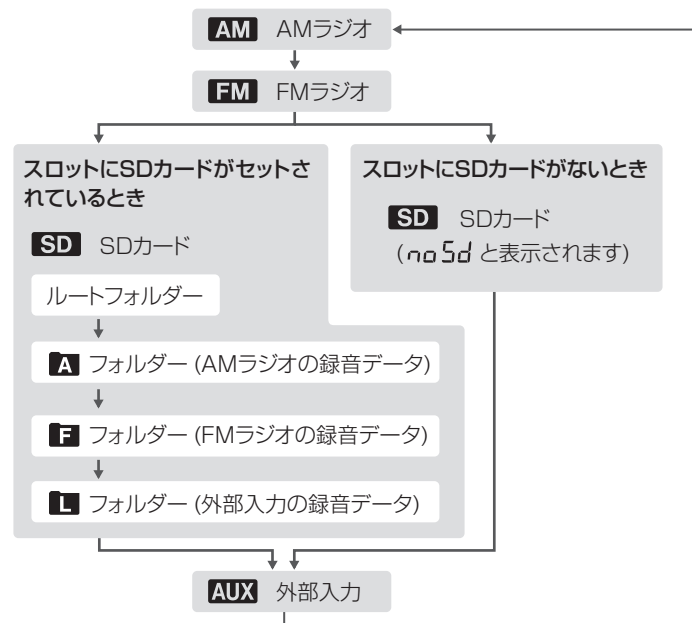 AM AMラジオ
FM FMラジオ
スロットにSDカードがセットさ
れているとき
SD SDカード
ルートフォルダー
A フォルダー (AMラジオの録音データ)
F フォルダー (FMラジオの録音データ)
L フォルダー (外部入力の録音データ)
スロットにSDカードがないとき
SD SDカード
(noSd と表示されます)
AUX 外部入力